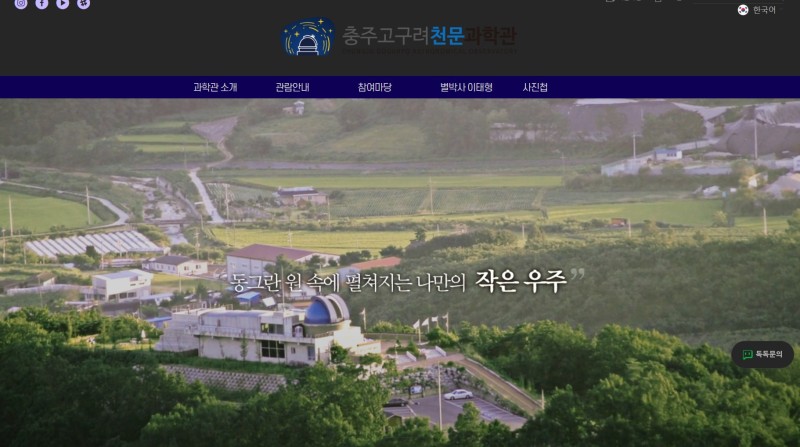 한국어
충주고구려천문과학관
과학관 소개 관람안내 참여마당 별박사 이태형 사진첩
“동그란 원 속에 펼쳐지는 나만의 작은 우주”
톡톡문의